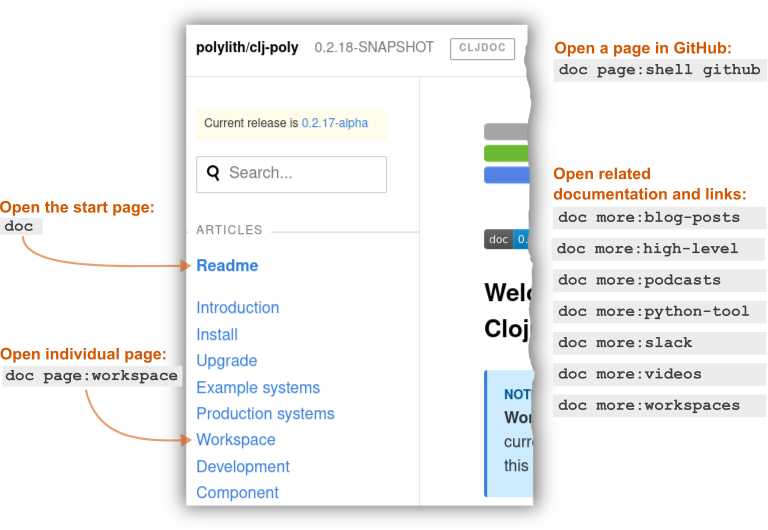 polylith/clj-poly 0.2.18-SNAPSHOT CLJDOC
Current release is 0.2.17-alpha
Search...
ARTICLES
Readme
Introduction
Install
Upgrade
Example systems
Production systems
Workspace
Development
Component
doc 0.
Open the start page:
doc
Open individual page:
doc page:workspace
Open a page in GitHub:
doc page:shell github
Open related
documentation and links:
doc more:blog-posts
doc more:high-level
doc more:podcasts
doc more:python-tool
doc more:slack
doc more:videos
doc more:workspaces
Welc
Cloj
NOT
Wor
curr
this